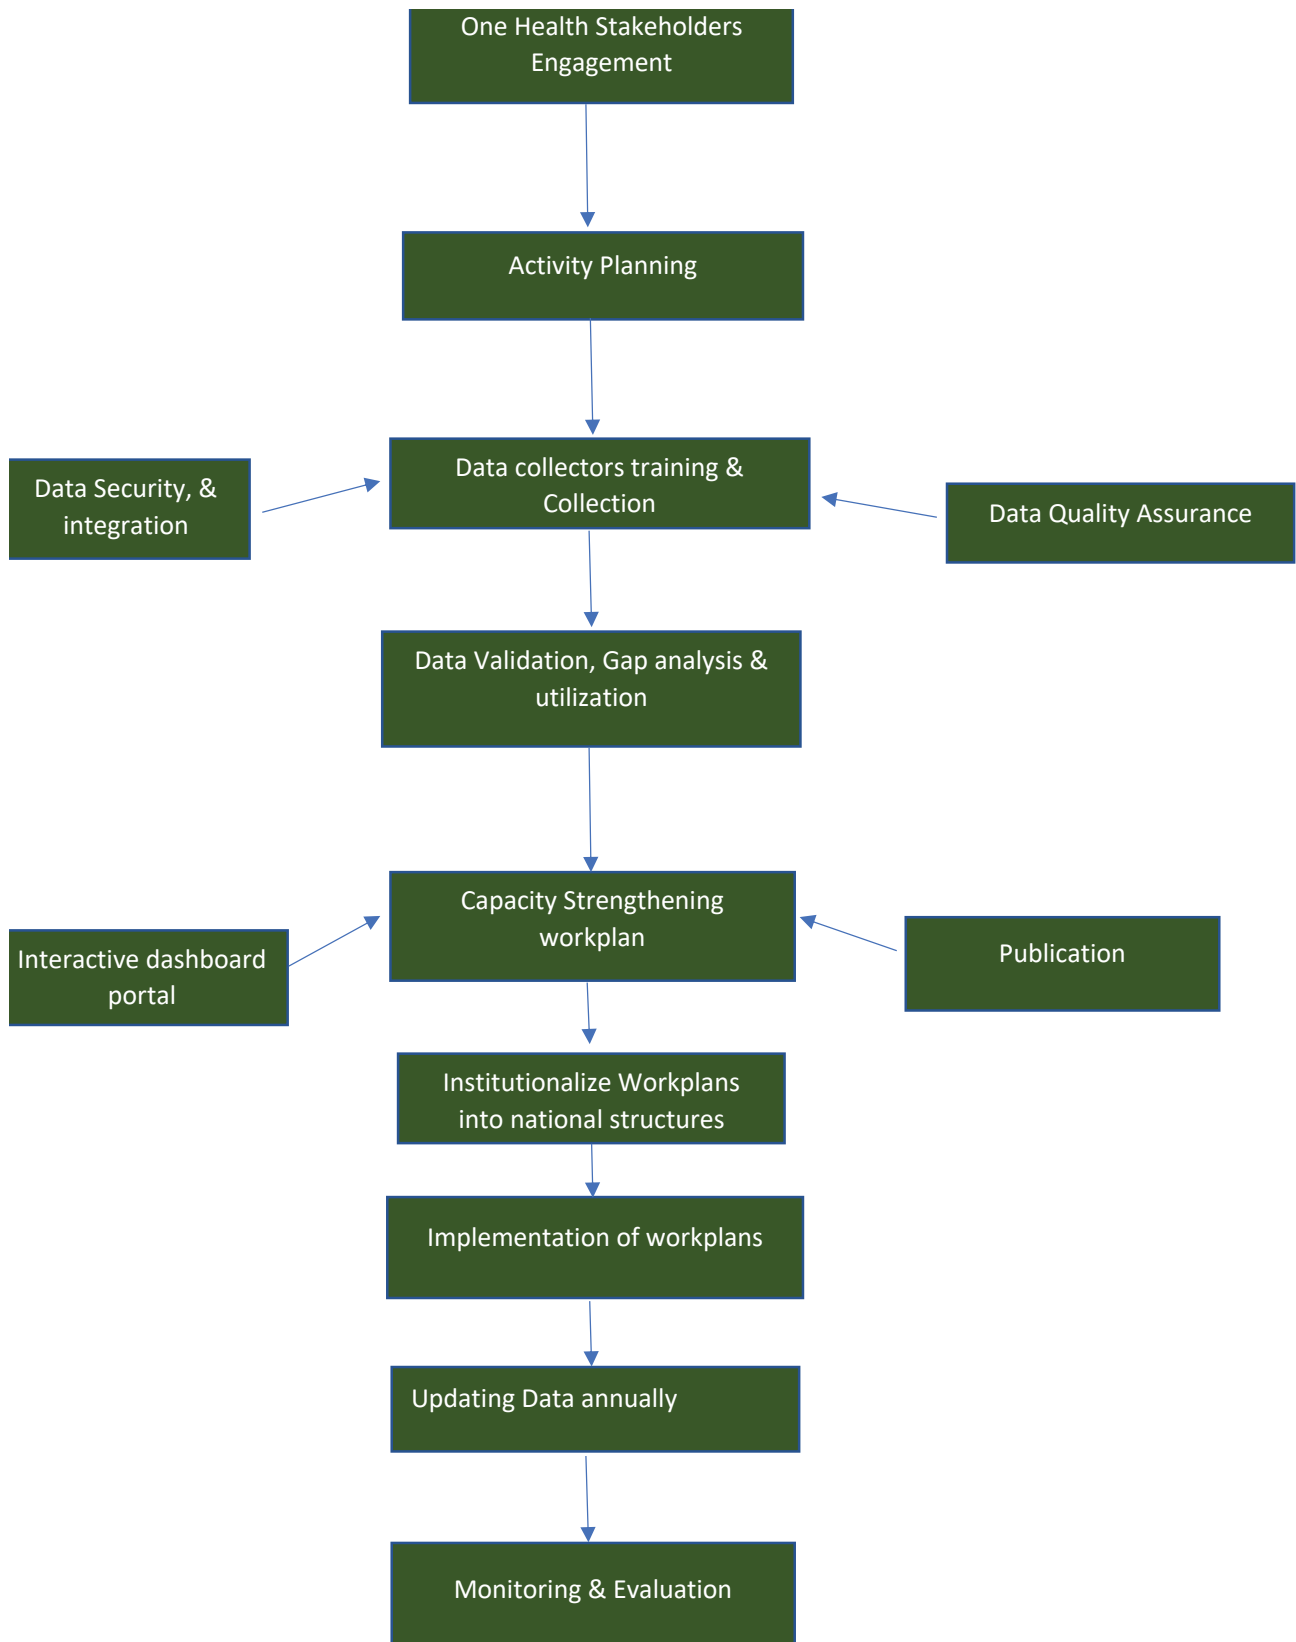 One Health Stakeholders
Engagement
Activity Planning
Data collectors training &
Collection
Data Security, &
integration
Data Quality Assurance
Data Validation, Gap analysis &
utilization
Capacity Strengthening
workplan
Interactive dashboard
portal
Publication
Institutionalize Workplans
into national structures
Implementation of workplans
Updating Data annually
Monitoring & Evaluation